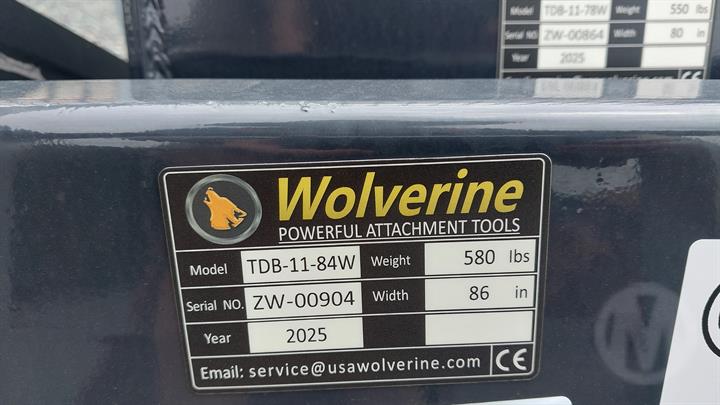 Model TDB-11-78W Weight 550 lbs
Serial NO. ZW-00864 Width 80 in
Year 2025
Wolverine
POWERFUL ATTACHMENT TOOLS
Model TDB-11-84W Weight 580 lbs
Serial NO. ZW-00904 Width 86 in
Year 2025
Email: service@usawolverine.com CE
M